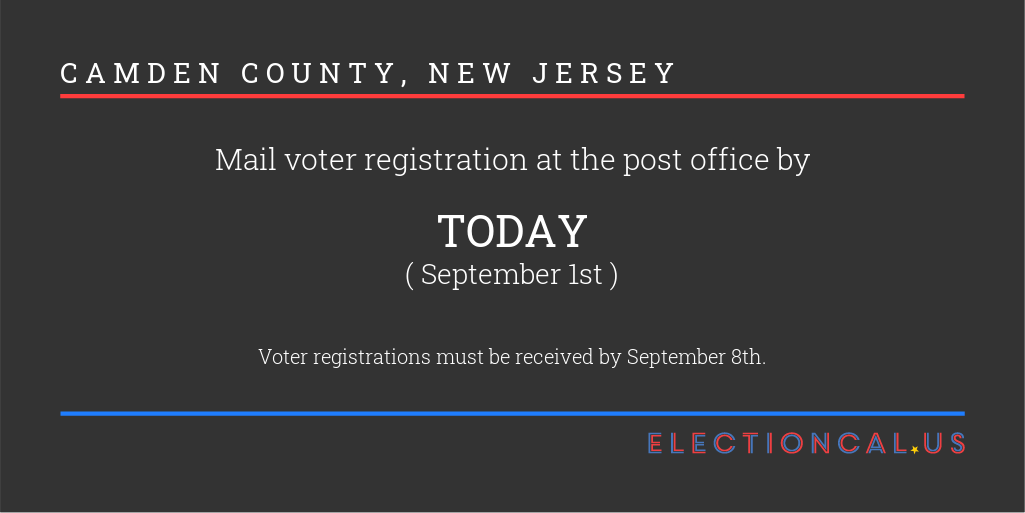 CAMDEN COUNTY, NEW JERSEY
Mail voter registration at the post office by
TODAY
( September 1st )
Voter registrations must be received by September 8th.
ELECTIONCAL.US